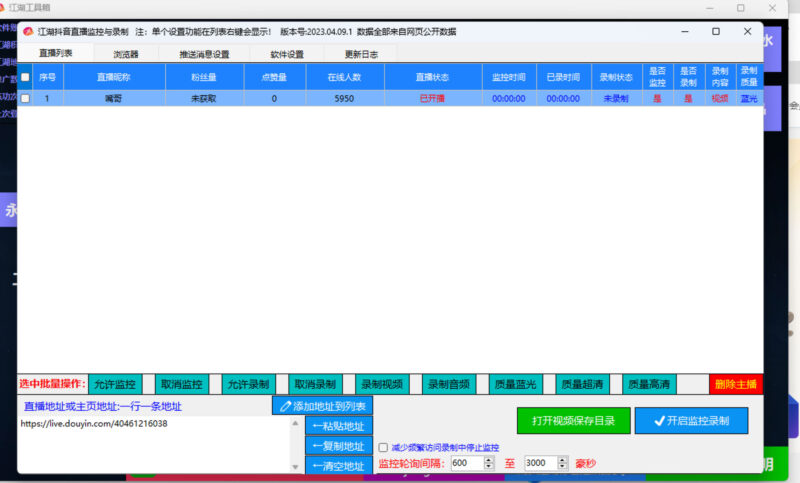 江湖工具箱
江湖抖音直播监控与录制 注：单个设置功能在列表右键会显示！ 版本号:2023.04.09.1 数据全部来自网页公开数据
直播列表 浏览器 推送消息设置 软件设置 更新日志
序号 直播昵称 粉丝量 点赞量 在线人数 直播状态 监控时间 已录时间 录制状态 是否监控 是否录制 录制内容 录制质量
1 嘴哥 未获取 0 5950 已开播 00:00:00 00:00:00 未录制 是 是 视频 蓝光
选中批量操作: 允许监控 取消监控 允许录制 取消录制 录制视频 录制音频 质量蓝光 质量超清 质量高清 删除主播
直播地址或主页地址:一行一条地址 添加地址到列表
https://live.douyin.com/40461216038
←粘贴地址
←复制地址
←清空地址
打开视频保存目录 开启监控录制
减少频繁访问录制中停止监控
监控轮询间隔: 600 至 3000 豪秒